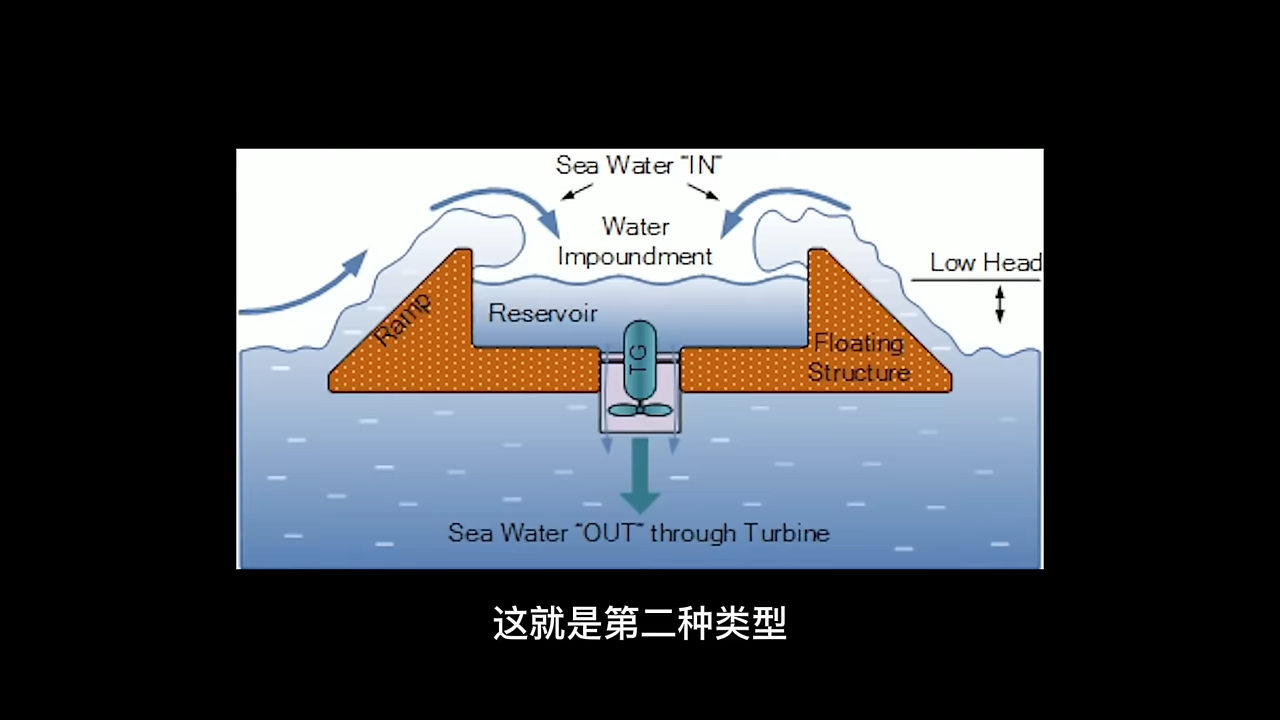 Sea Water “IN”
Water
Impoundment
Low Head
Reservoir
Ramp
TG
Floating
Structure
Sea Water “OUT” through Turbine
这就是第二种类型